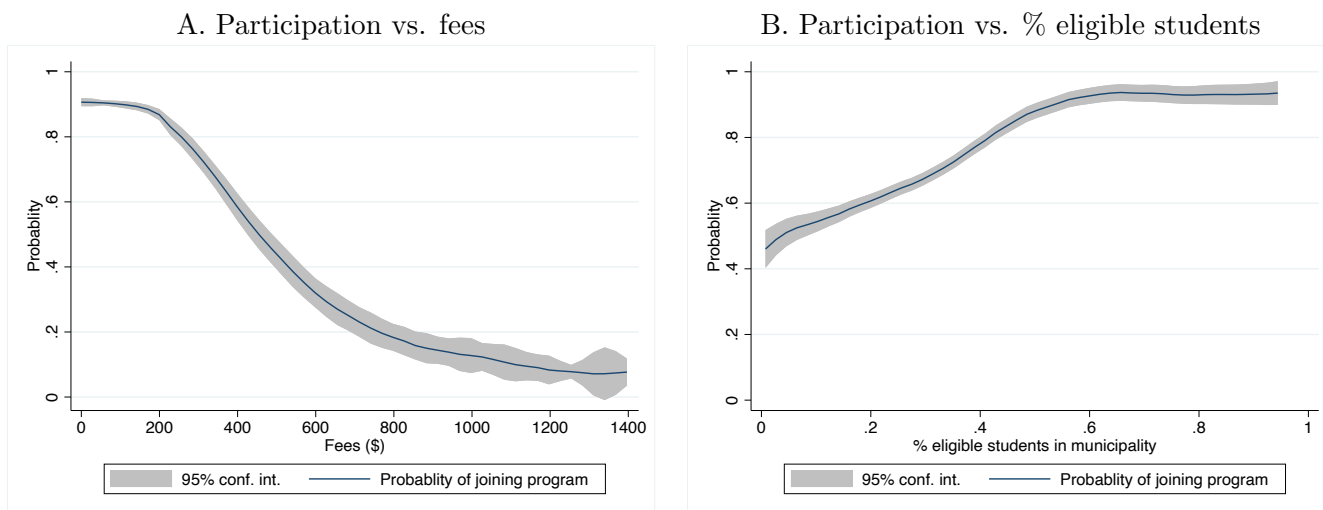 A. Participation vs. fees
1
.8
.6
.4
.2
0
Probablity
0 200 400 600 800 1000 1200 1400
Fees ($)
95% conf. int. Probablity of joining program
B. Participation vs. % eligible students
1
.8
.6
.4
.2
0
Probablity
0 .2 .4 .6 .8 1
% eligible students in municipality
95% conf. int. Probablity of joining program